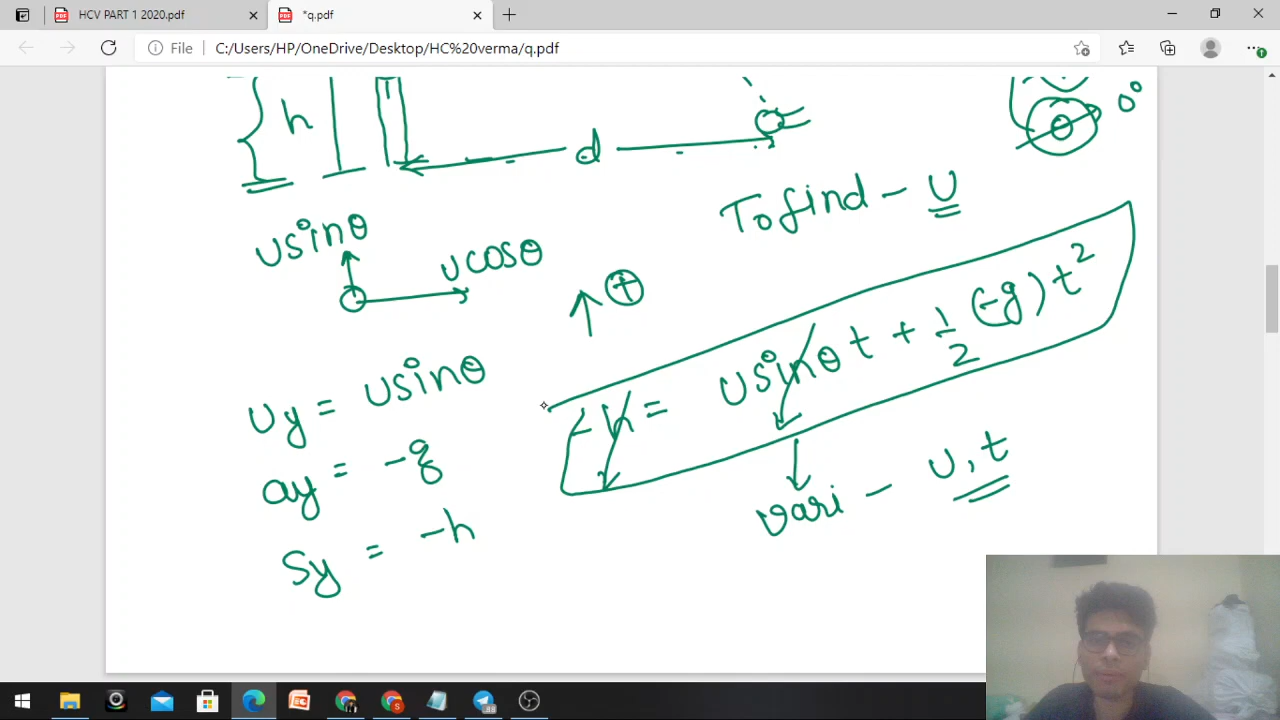 HCV PART 1 2020.pdf
*q.pdf
File
C:/Users/HP/OneDrive/Desktop/HC%20verma/q.pdf
h
d
0°
To find - U
usinθ
ucosθ
↑ (+)
-h = usinθ t + 1/2 (-g) t²
Uy = usinθ
ay = -g
Sy = -h
vari - u, t